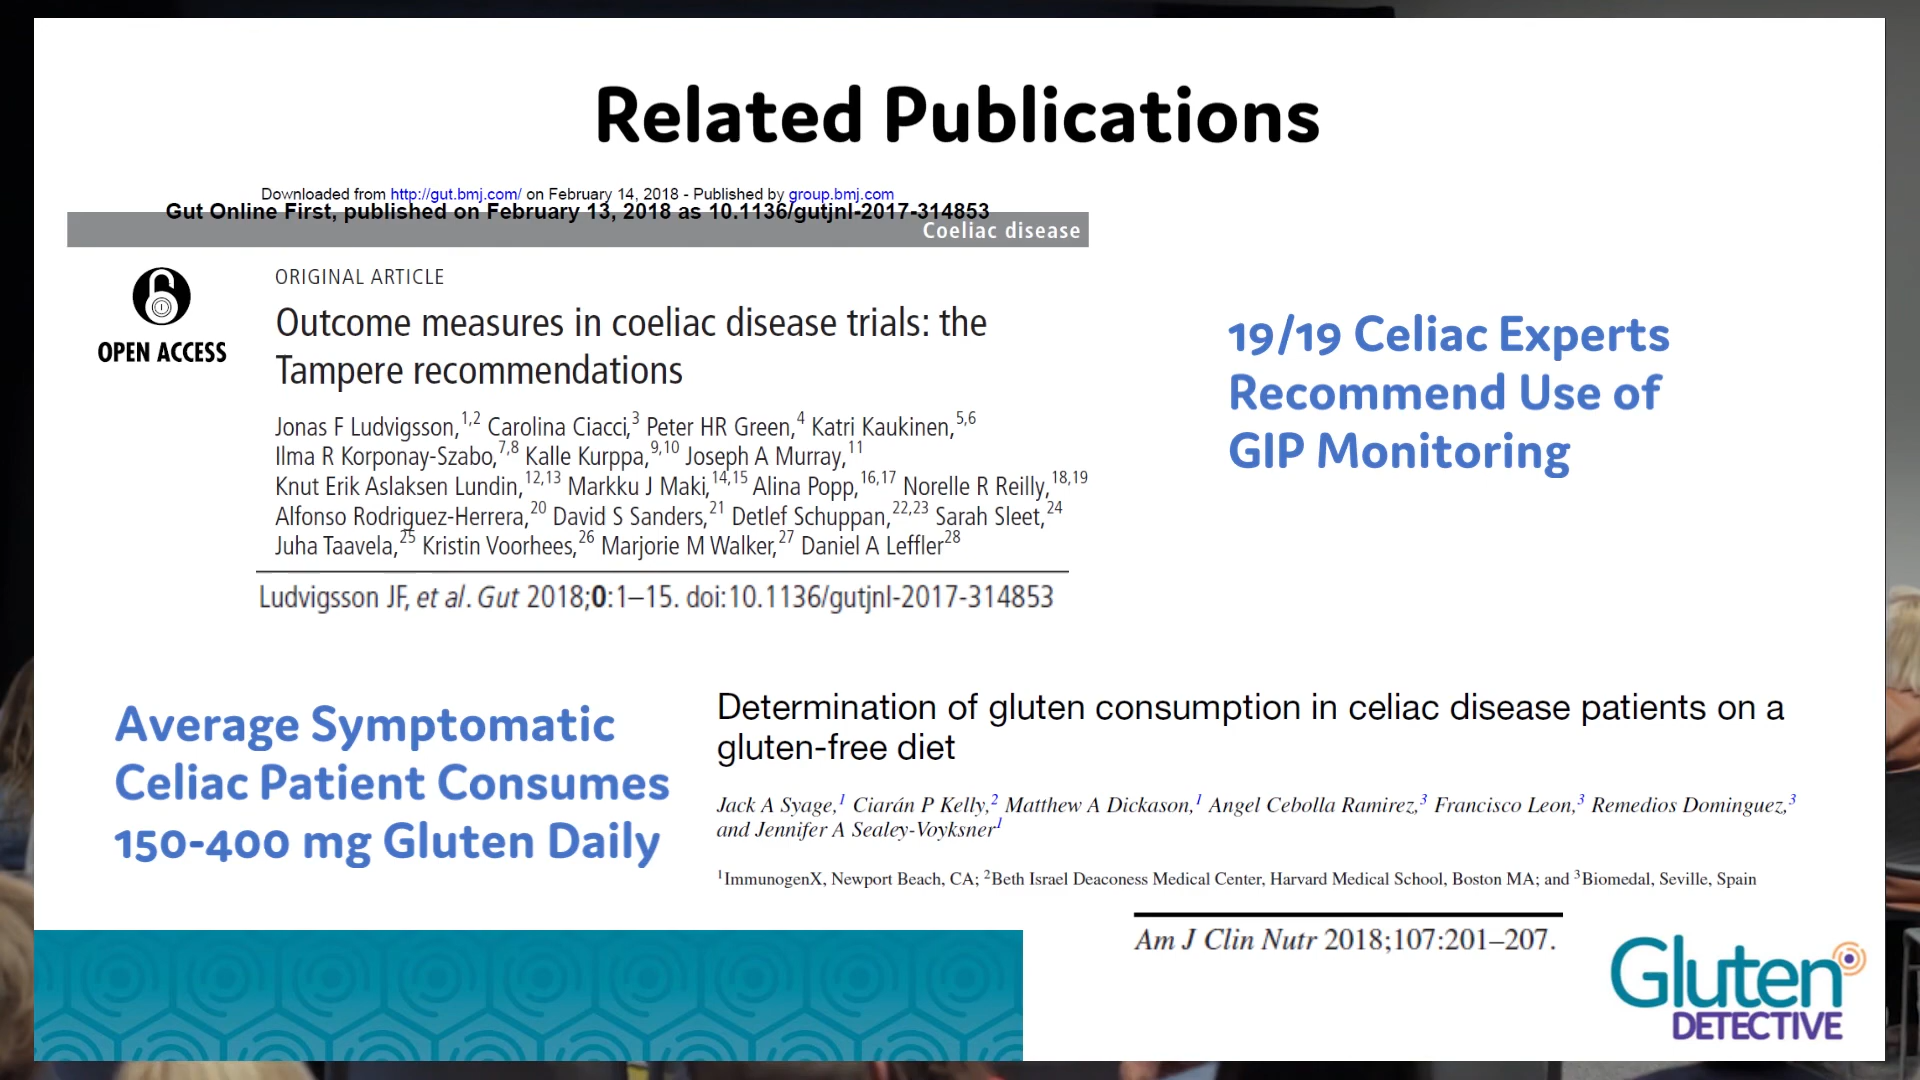 Related Publications
Downloaded from http://gut.bmj.com/ on February 14, 2018 - Published by group.bmj.com
Gut Online First, published on February 13, 2018 as 10.1136/gutjnl-2017-314853
Coeliac disease
OPEN ACCESS
ORIGINAL ARTICLE
Outcome measures in coeliac disease trials: the
Tampere recommendations
Jonas F Ludvigsson,1,2 Carolina Ciacci,3 Peter HR Green,4 Katri Kaukinen,5,6
Ilma R Korponay-Szabo,7,8 Kalle Kurppa,9,10 Joseph A Murray,11
Knut Erik Aslaksen Lundin,12,13 Markku J Maki,14,15 Alina Popp,16,17 Norelle R Reilly,18,19
Alfonso Rodriguez-Herrera,20 David S Sanders,21 Detlef Schuppan,22,23 Sarah Sleet,24
Juha Taavela,25 Kristin Voorhees,26 Marjorie M Walker,27 Daniel A Leffler28
Ludvigsson JF, et al. Gut 2018;0:1–15. doi:10.1136/gutjnl-2017-314853
19/19 Celiac Experts
Recommend Use of
GIP Monitoring
Average Symptomatic
Celiac Patient Consumes
150-400 mg Gluten Daily
Determination of gluten consumption in celiac disease patients on a
gluten-free diet
Jack A Syage,1 Ciarán P Kelly,2 Matthew A Dickason,1 Angel Cebolla Ramirez,3 Francisco Leon,3 Remedios Dominguez,3
and Jennifer A Sealey-Voyksner1
1ImmunogenX, Newport Beach, CA; 2Beth Israel Deaconess Medical Center, Harvard Medical School, Boston MA; and 3Biomedal, Seville, Spain
Am J Clin Nutr 2018;107:201–207.
Gluten
DETECTIVE